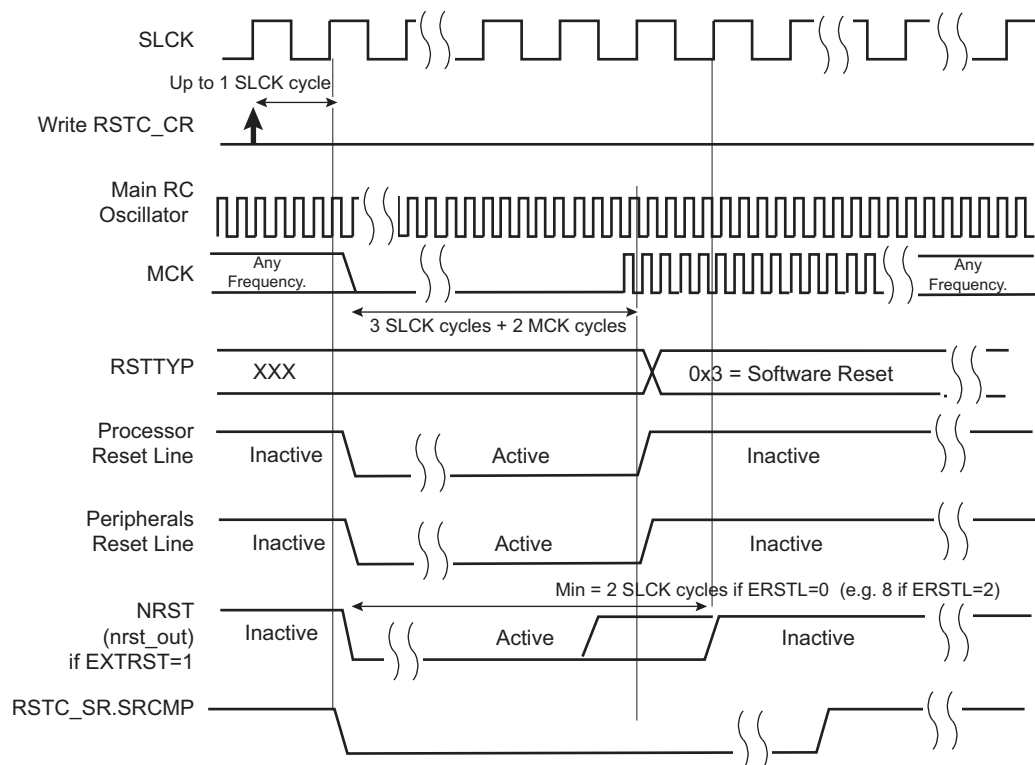 SLCK
Up to 1 SLCK cycle
Write RSTC_CR
Main RC
Oscillator
MCK
Any
Frequency.
Any
Frequency.
3 SLCK cycles + 2 MCK cycles
RSTTYP
XXX
0x3 = Software Reset
Processor
Reset Line
Inactive
Active
Inactive
Peripherals
Reset Line
Inactive
Active
Inactive
Min = 2 SLCK cycles if ERSTL=0 (e.g. 8 if ERSTL=2)
NRST
(nrst_out)
if EXTRST=1
Inactive
Active
Inactive
RSTC_SR.SRCMP